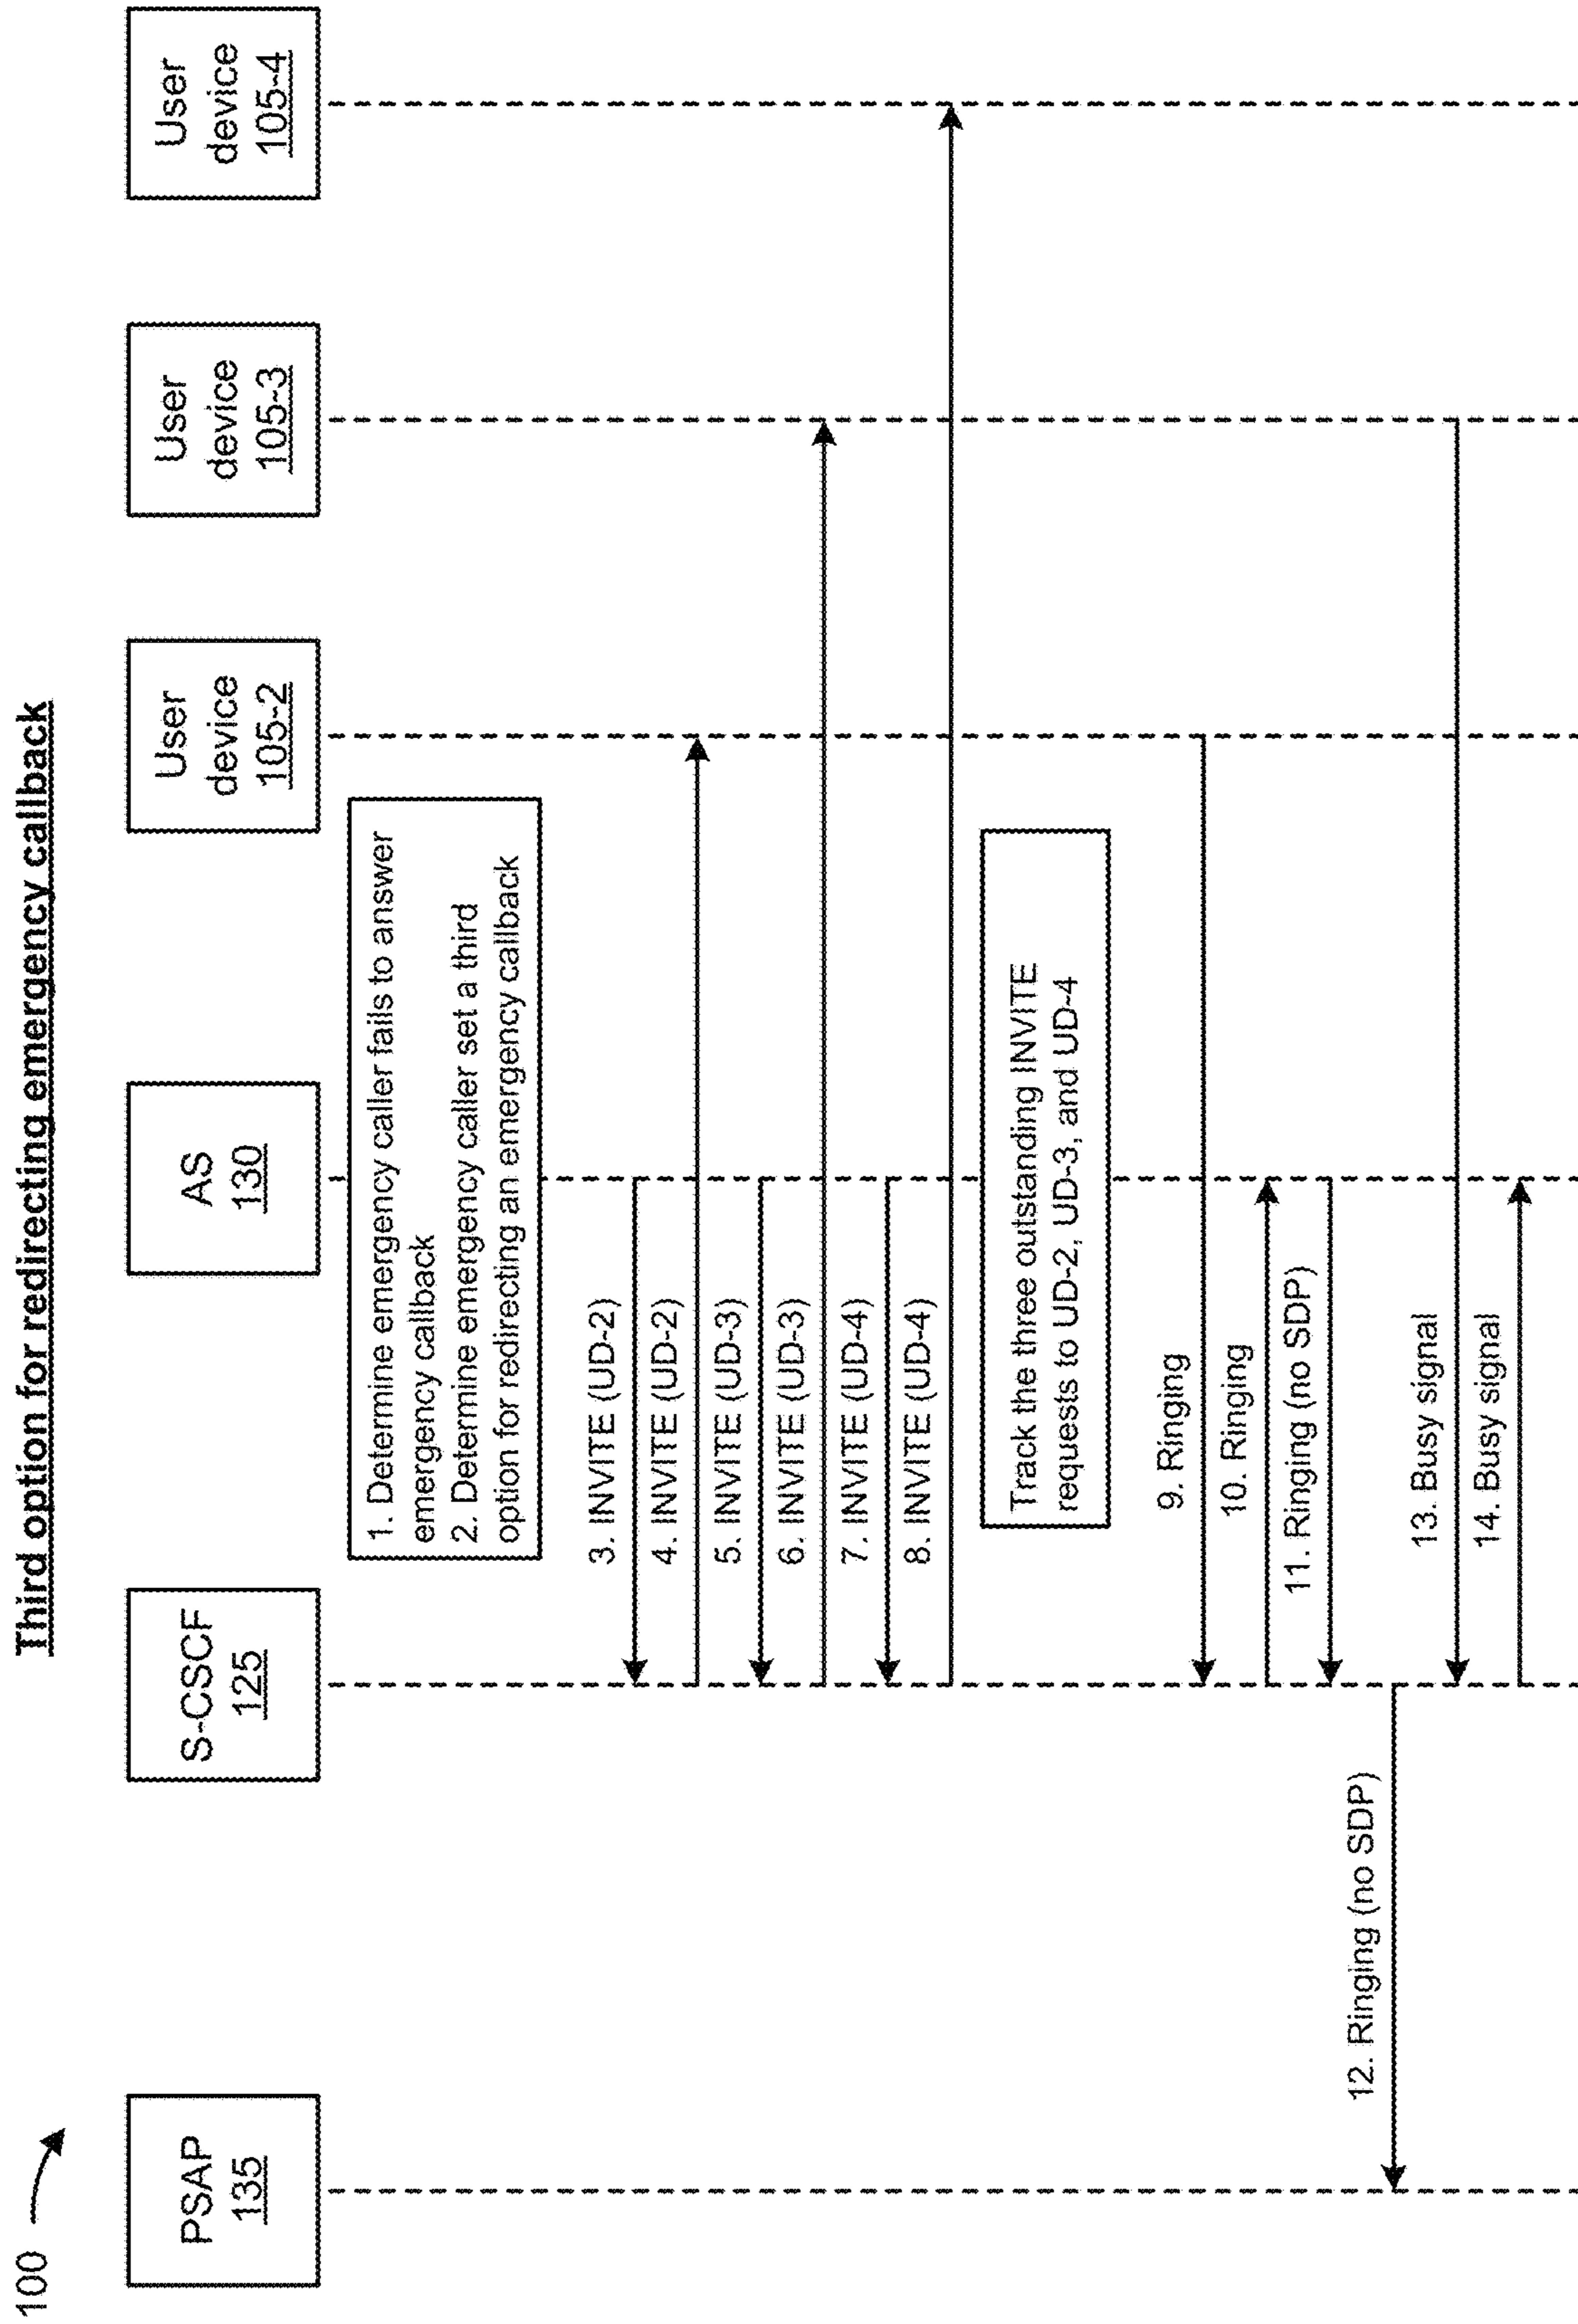 100
Third option for redirecting emergency callback
PSAP
135
S-CSCF
125
AS
130
User
device
105-2
User
device
105-3
User
device
105-4
1. Determine emergency caller fails to answer
emergency callback
2. Determine emergency caller set a third
option for redirecting an emergency callback
3. INVITE (UD-2)
4. INVITE (UD-2)
5. INVITE (UD-3)
6. INVITE (UD-3)
7. INVITE (UD-4)
8. INVITE (UD-4)
Track the three outstanding INVITE
requests to UD-2, UD-3, and UD-4
9. Ringing
10. Ringing
11. Ringing (no SDP)
12. Ringing (no SDP)
13. Busy signal
14. Busy signal